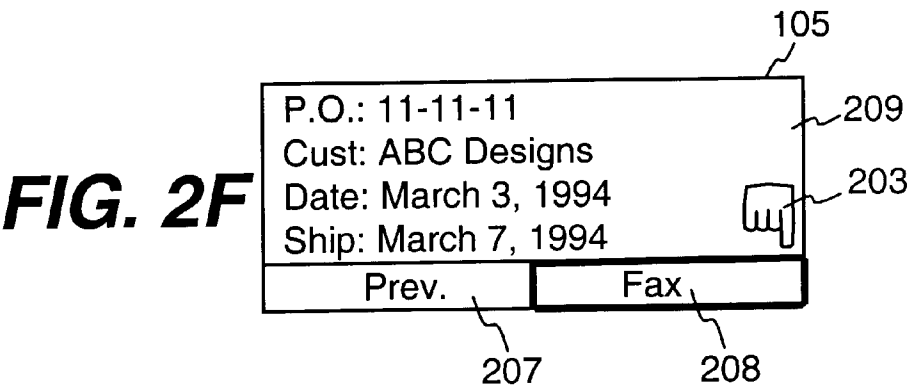 105
P.O.: 11-11-11
209
Cust: ABC Designs
FIG. 2F
Date: March 3, 1994
203
Ship: March 7, 1994
Prev.
Fax
207
208